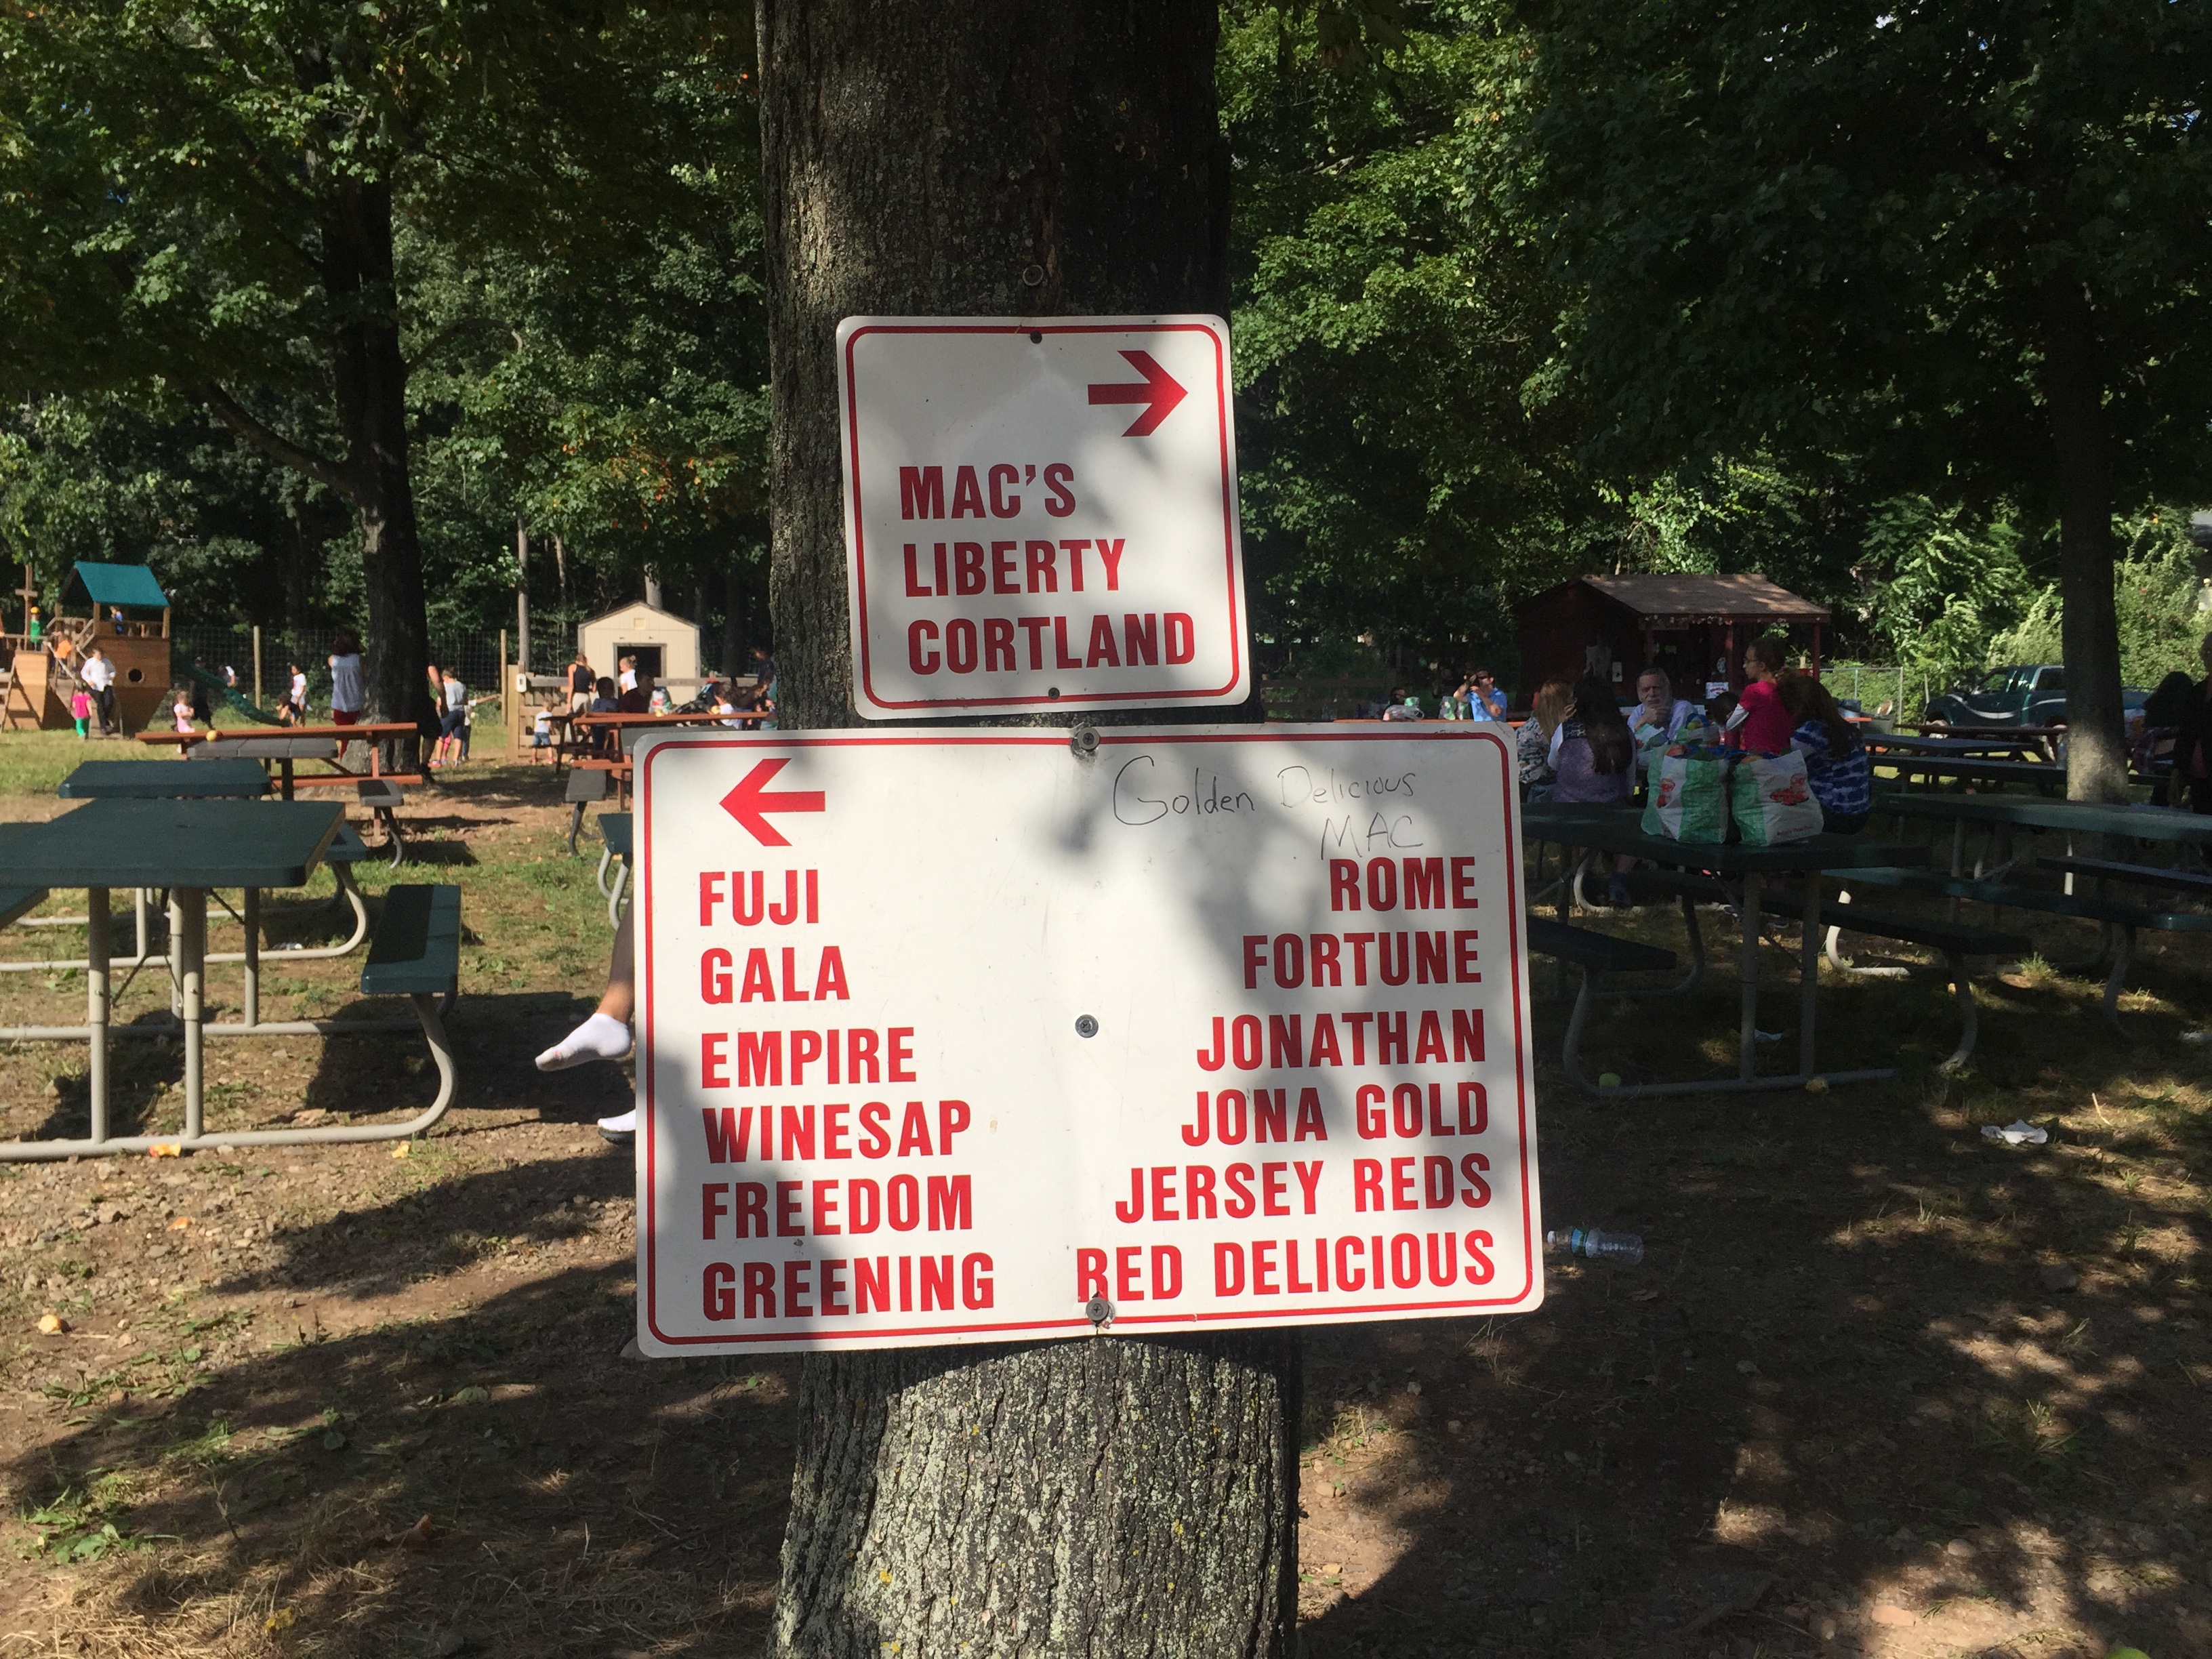 MAC'S
LIBERTY
CORTLAND
Golden Delicious
MAC
FUJI
GALA
EMPIRE
WINESAP
FREEDOM
GREENING
ROME
FORTUNE
JONATHAN
JONA GOLD
JERSEY REDS
RED DELICIOUS